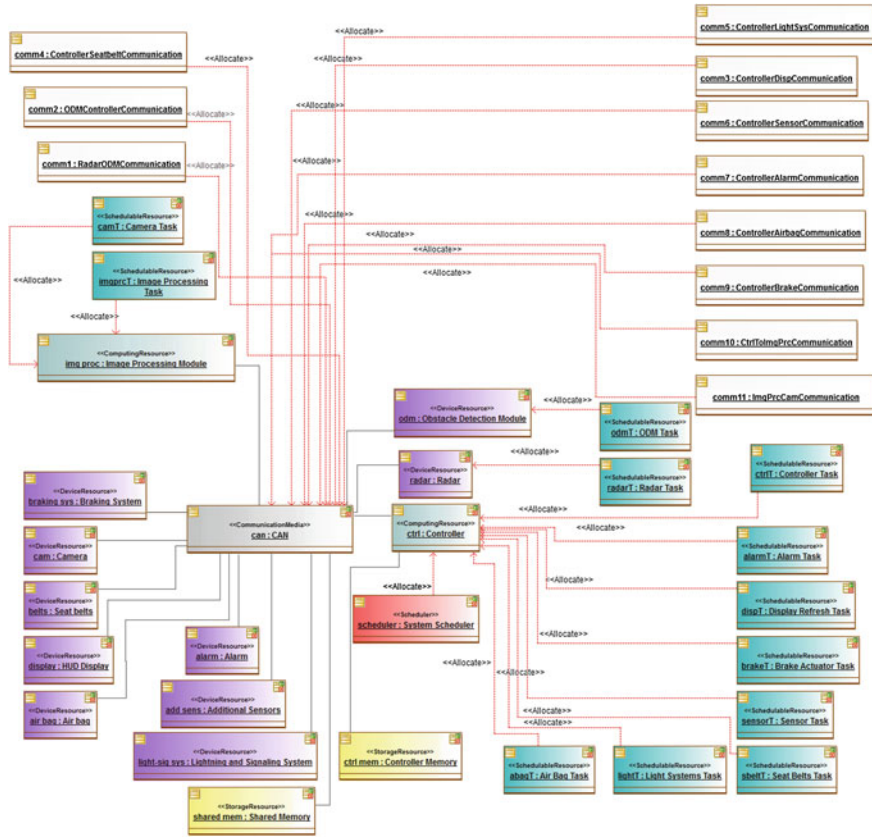 comm5 : ControllerLightSysCommunication
<<Allocate>>
comm4 : ControllerSeatbeltCommunication
<<Allocate>>
<<Allocate>>
comm3 : ControllerDispCommunication
<<Allocate>>
comm2 : ODMControllerCommunication
<<Allocate>>
<<Allocate>>
comm6 : ControllerSensorCommunication
<<Allocate>>
comm1 : RadarODMCommunication
<<Allocate>>
comm7 : ControllerAlarmCommunication
<<Allocate>>
<<SchedulableResource>>
camT : Camera Task
<<Allocate>>
comm8 : ControllerAirbagCommunication
<<Allocate>>
<<SchedulableResource>>
imgprcT : Image Processing
Task
<<Allocate>>
<<Allocate>>
comm9 : ControllerBrakeCommunication
<<Allocate>>
comm10 : CtrlToImgPrcCommunication
<<ComputingResource>>
img proc : Image Processing Module
comm11 : ImgPrcCamCommunication
<<DeviceResource>>
odm : Obstacle Detection Module
<<Allocate>>
<<SchedulableResource>>
odmT : ODM Task
<<Allocate>>
<<DeviceResource>>
radar : Radar
<<SchedulableResource>>
radarT : Radar Task
<<SchedulableResource>>
ctrlT : Controller Task
<<Allocate>>
<<DeviceResource>>
braking sys : Braking System
<<CommunicationMedia>>
can : CAN
<<ComputingResource>>
ctrl : Controller
<<Allocate>>
<<SchedulableResource>>
alarmT : Alarm Task
<<DeviceResource>>
cam : Camera
<<Allocate>>
<<Allocate>>
<<DeviceResource>>
belts : Seat belts
<<Scheduler>>
scheduler : System Scheduler
<<SchedulableResource>>
dispT : Display Refresh Task
<<Allocate>>
<<DeviceResource>>
display : HUD Display
<<DeviceResource>>
alarm : Alarm
<<Allocate>>
<<SchedulableResource>>
brakeT : Brake Actuator Task
<<Allocate>>
<<DeviceResource>>
air bag : Air bag
<<DeviceResource>>
add sens : Additional Sensors
<<Allocate>>
<<SchedulableResource>>
sensorT : Sensor Task
<<DeviceResource>>
light-sig sys : Lightning and Signaling System
<<StorageResource>>
ctrl mem : Controller Memory
<<Allocate>>
<<SchedulableResource>>
abagT : Air Bag Task
<<SchedulableResource>>
lightT : Light Systems Task
<<SchedulableResource>>
sbeltT : Seat Belts Task
<<StorageResource>>
shared mem : Shared Memory